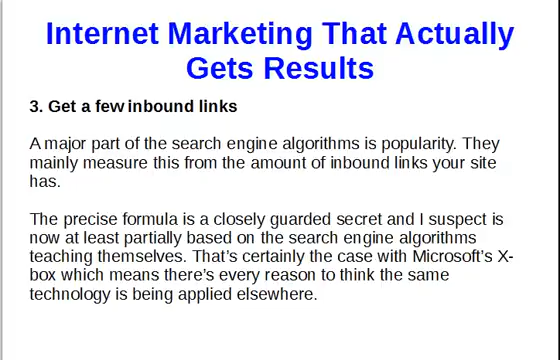 Internet Marketing That Actually
Gets Results
3. Get a few inbound links
A major part of the search engine algorithms is popularity. They
mainly measure this from the amount of inbound links your site
has.
The precise formula is a closely guarded secret and I suspect is
now at least partially based on the search engine algorithms
teaching themselves. That's certainly the case with Microsoft's X-
box which means there's every reason to think the same
technology is being applied elsewhere.